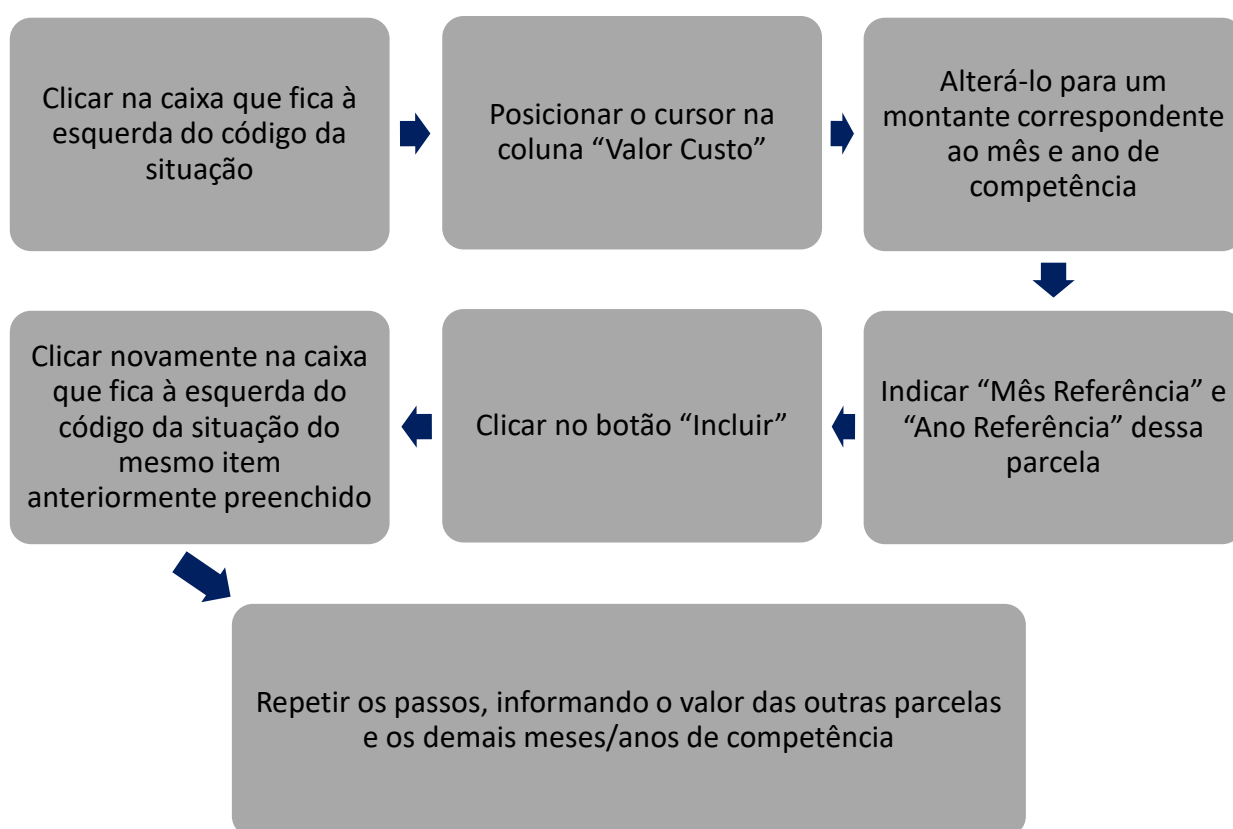 Clicar na caixa que fica à
esquerda do código da
situação
Posicionar o cursor na
coluna “Valor Custo”
Alterá-lo para um
montante correspondente
ao mês e ano de
competência
Indicar “Mês Referência” e
“Ano Referência” dessa
parcela
Clicar no botão “Incluir”
Clicar novamente na caixa
que fica à esquerda do
código da situação do
mesmo item
anteriormente preenchido
Repetir os passos, informando o valor das outras parcelas
e os demais meses/anos de competência